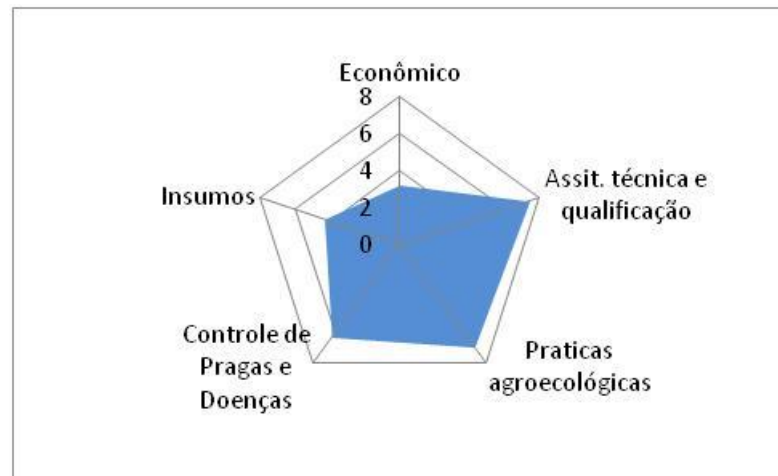 Econômico
8
6
4
2
0
Assit. técnica e
qualificação
Praticas
agroecológicas
Controle de
Pragas e
Doenças
Insumos